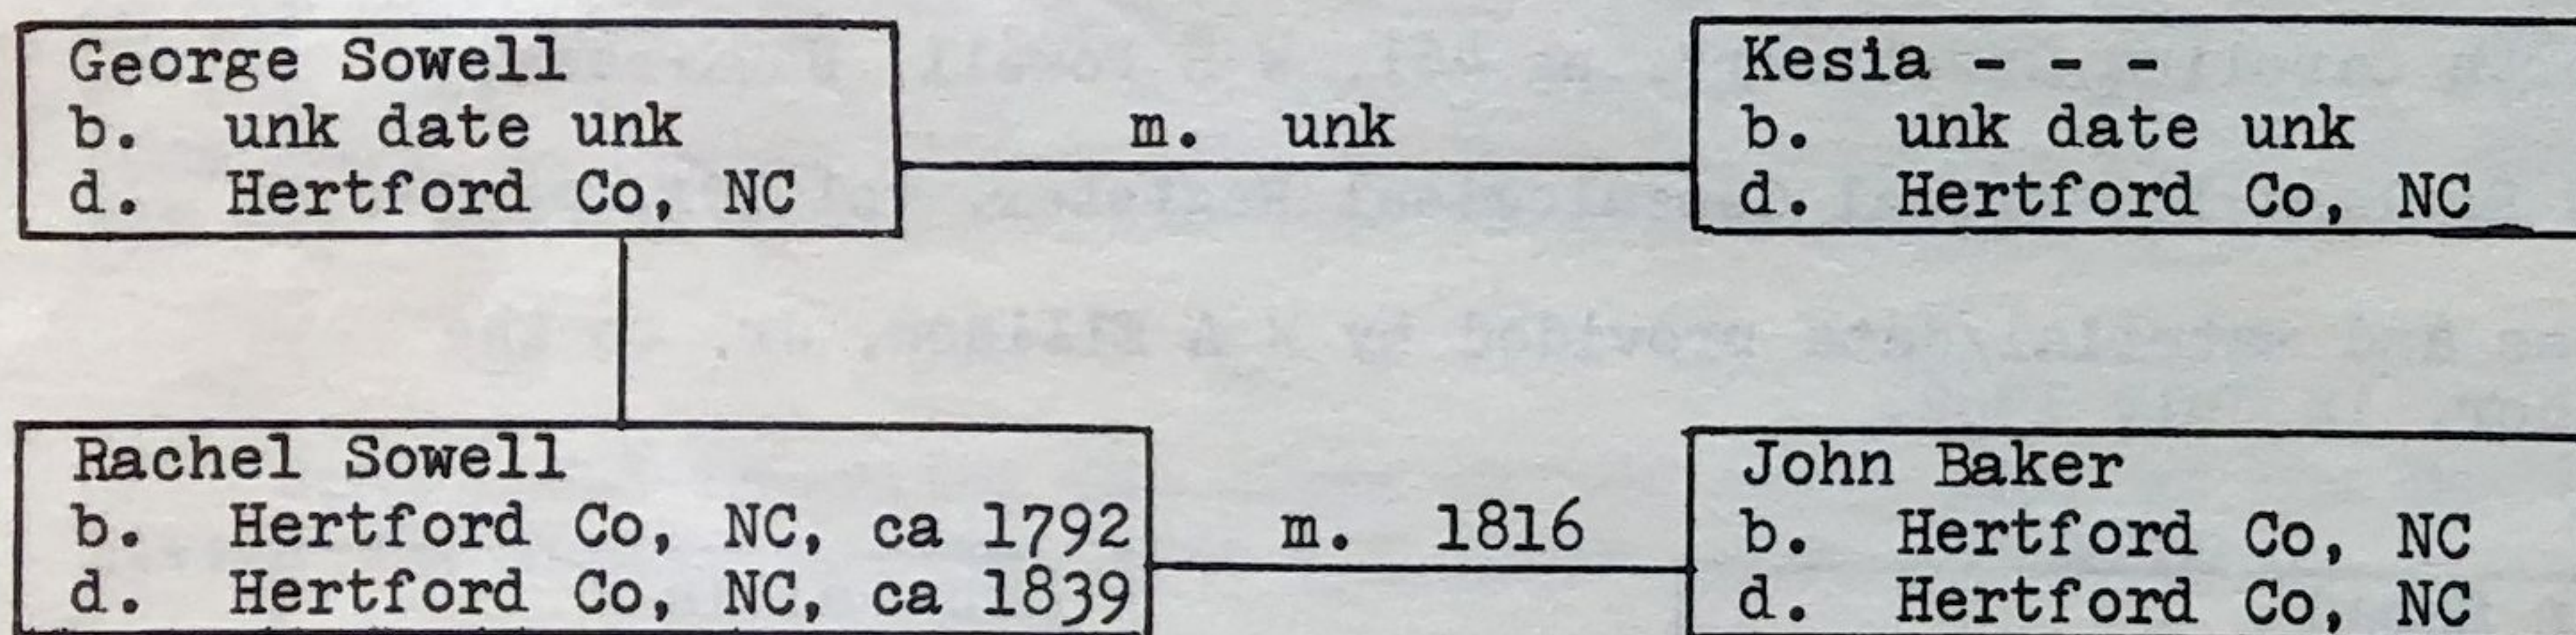 George Sowell
b. unk date unk
d. Hertford Co, NC
m. unk
Kesia - - -
b. unk date unk
d. Hertford Co, NC
Rachel Sowell
b. Hertford Co, NC, ca 1792
d. Hertford Co, NC, ca 1839
m. 1816
John Baker
b. Hertford Co, NC
d. Hertford Co, NC